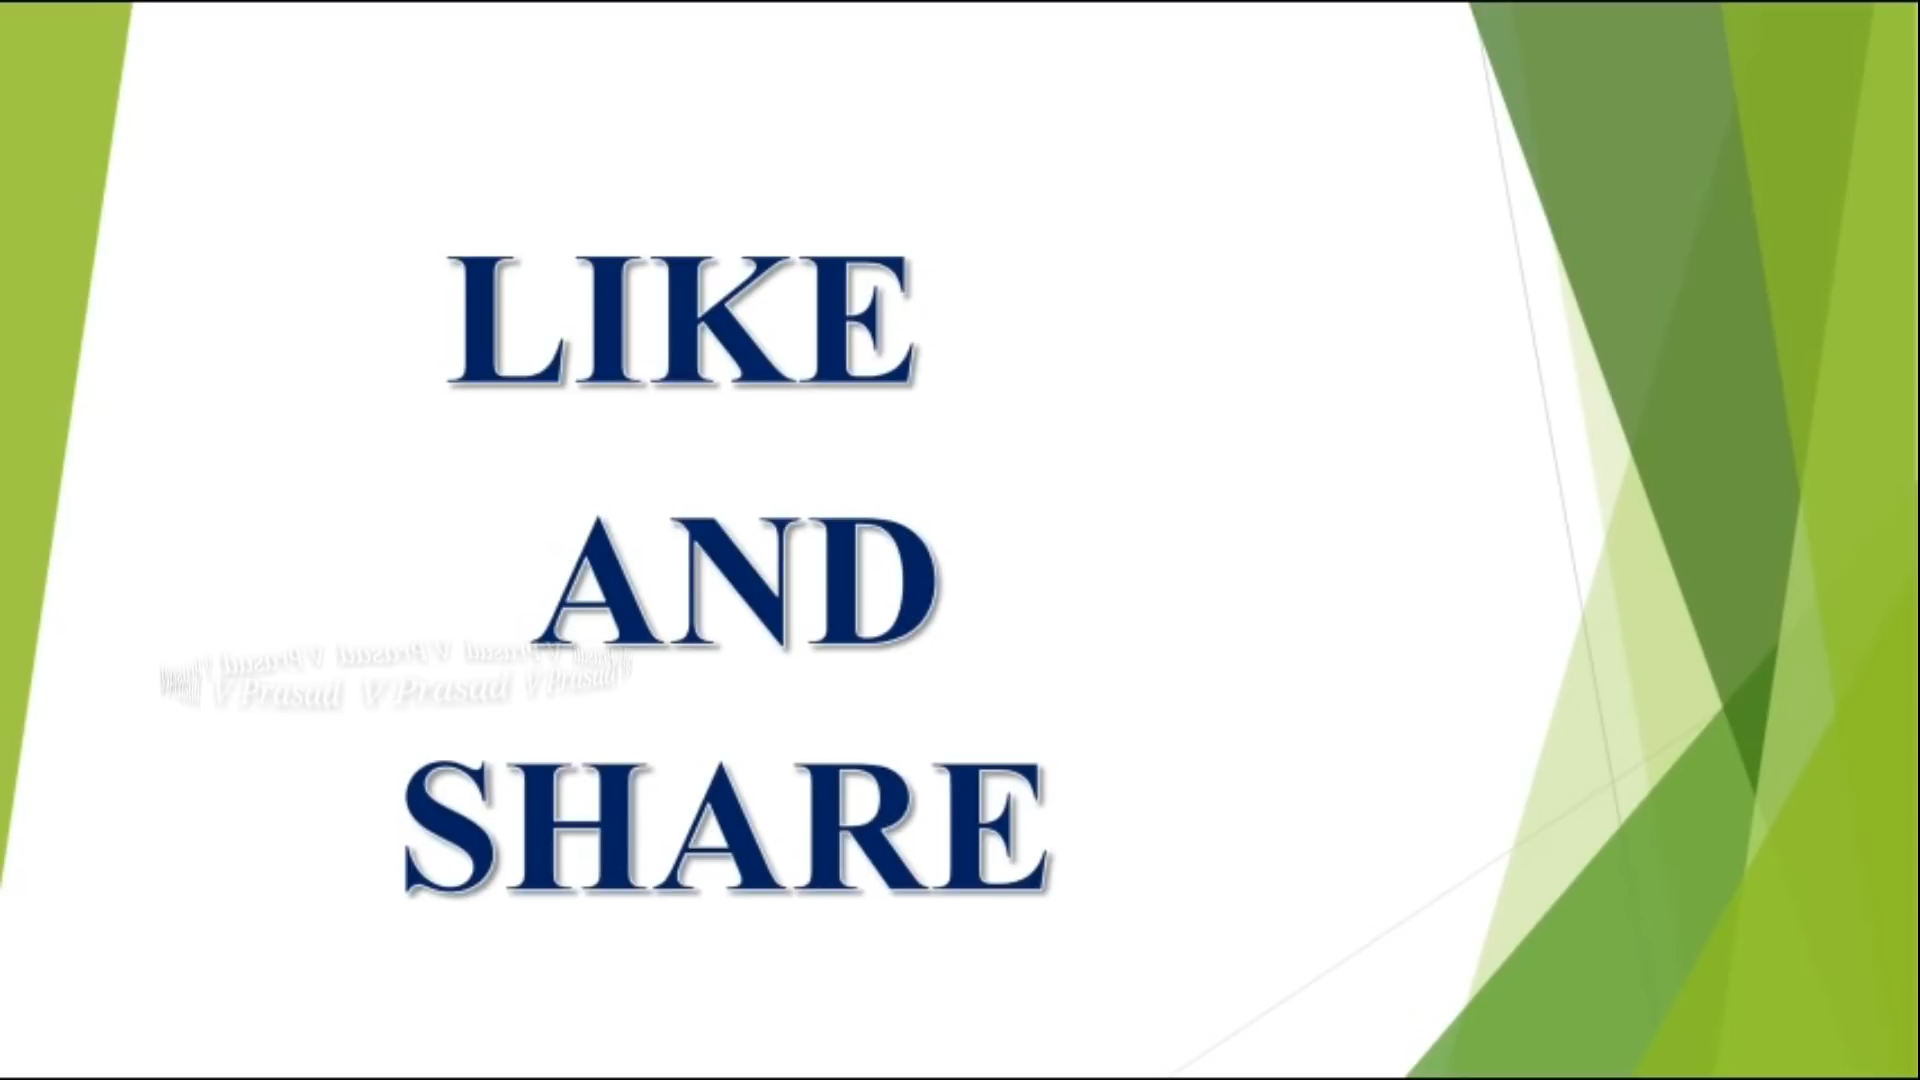 LIKE
AND
V Prasad V Prasad V Prasad
SHARE